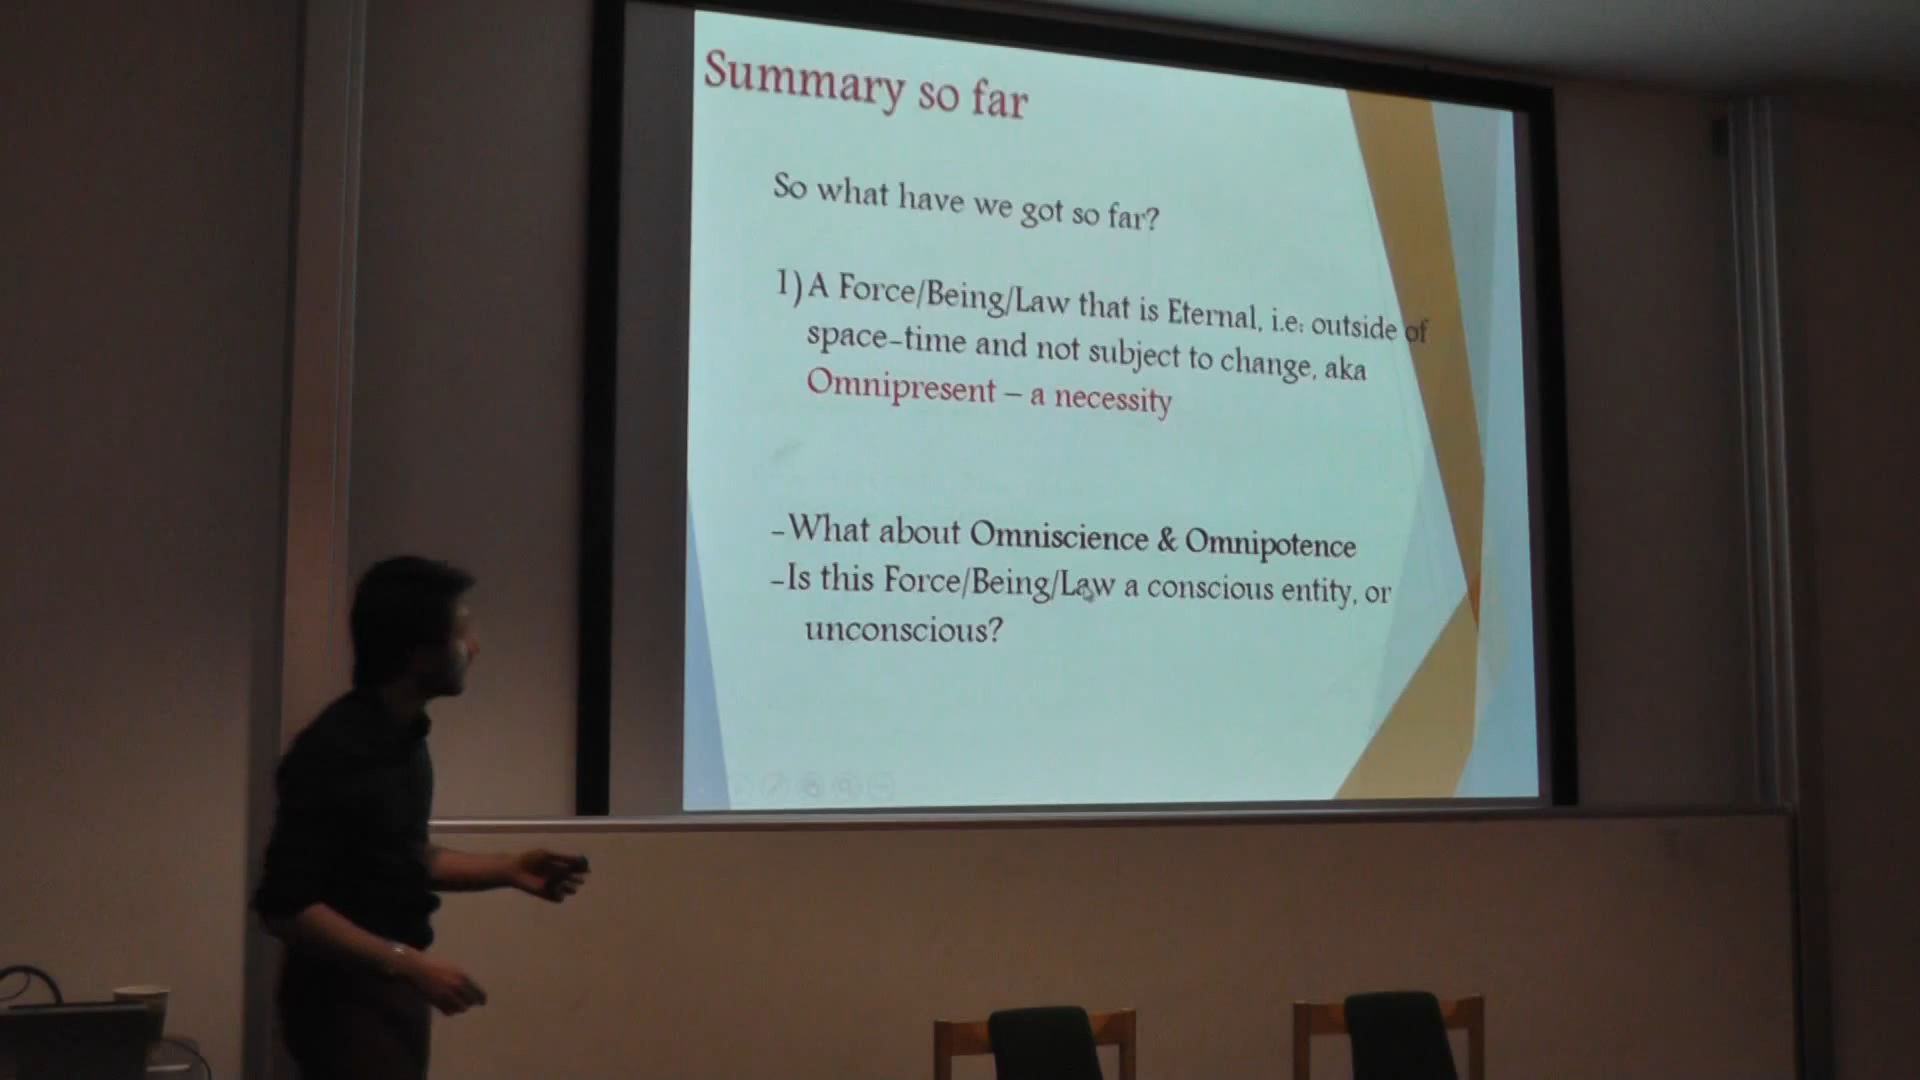 Summary so far
So what have we got so far?
1) A Force/Being/Law that is Eternal, i.e: outside of
space-time and not subject to change, aka
Omnipresent – a necessity
-What about Omniscience & Omnipotence
-Is this Force/Being/Law a conscious entity, or
unconscious?